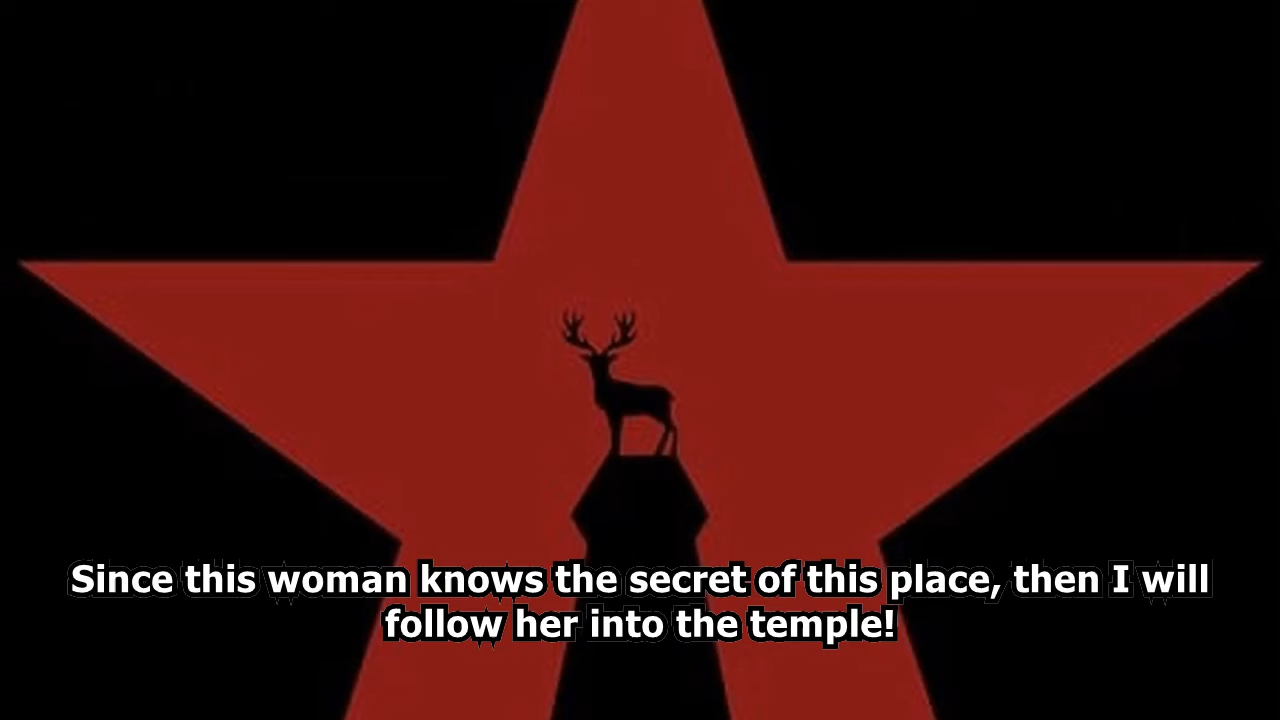 Since this woman knows the secret of this place, then I will
follow her into the temple!